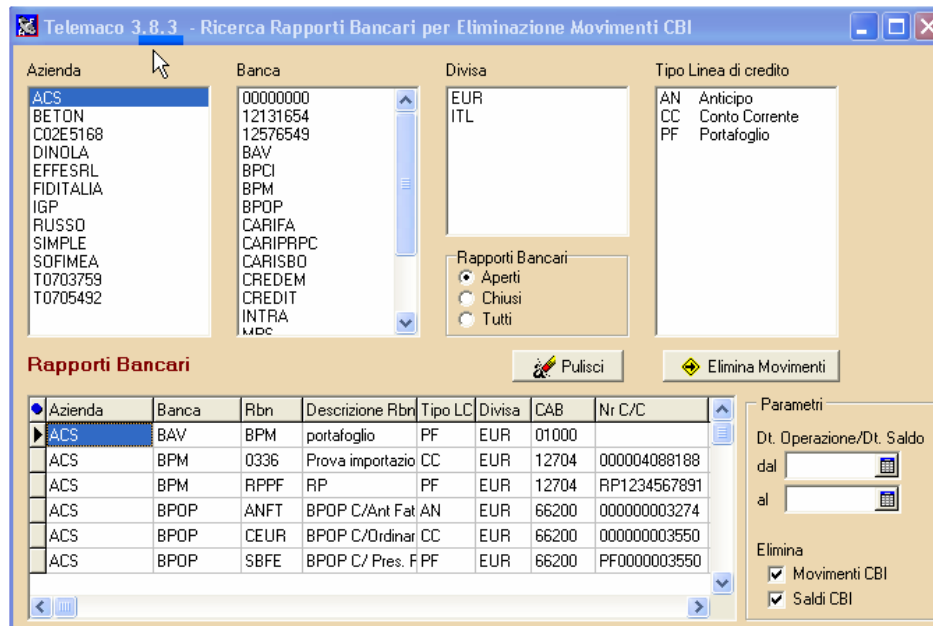 Telemaco 3.8.3 - Ricerca Rapporti Bancari per Eliminazione Movimenti CBI
Azienda
ACS
BETON
C02E5168
DINOLA
EFFESRL
FIDITALIA
IGP
RUSSO
SIMPLE
SOFIMEA
T0703759
T0705492
Banca
00000000
12131654
12576549
BAV
BPCI
BPM
BPOP
CARIFA
CARIPRPC
CARISBO
CREDEM
CREDIT
INTRA
MPS
Divisa
EUR
ITL
Rapporti Bancari
Aperti
Chiusi
Tutti
Tipo Linea di credito
AN Anticipo
CC Conto Corrente
PF Portafoglio
Rapporti Bancari
Pulisci
Elimina Movimenti
Azienda Banca Rbn Descrizione Rbn Tipo LC Divisa CAB Nr C/C
ACS BAV BPM portafoglio PF EUR 01000
ACS BPM 0336 Prova importazio CC EUR 12704 000004088188
ACS BPM RPPF RP PF EUR 12704 RP1234567891
ACS BPOP ANFT BPOP C/Ant Fat AN EUR 66200 000000003274
ACS BPOP CEUR BPOP C/Ordinar CC EUR 66200 000000003550
ACS BPOP SBFE BPOP C/ Pres. F PF EUR 66200 PF0000003550
Parametri
Dt. Operazione/Dt. Saldo
dal
al
Elimina
Movimenti CBI
Saldi CBI